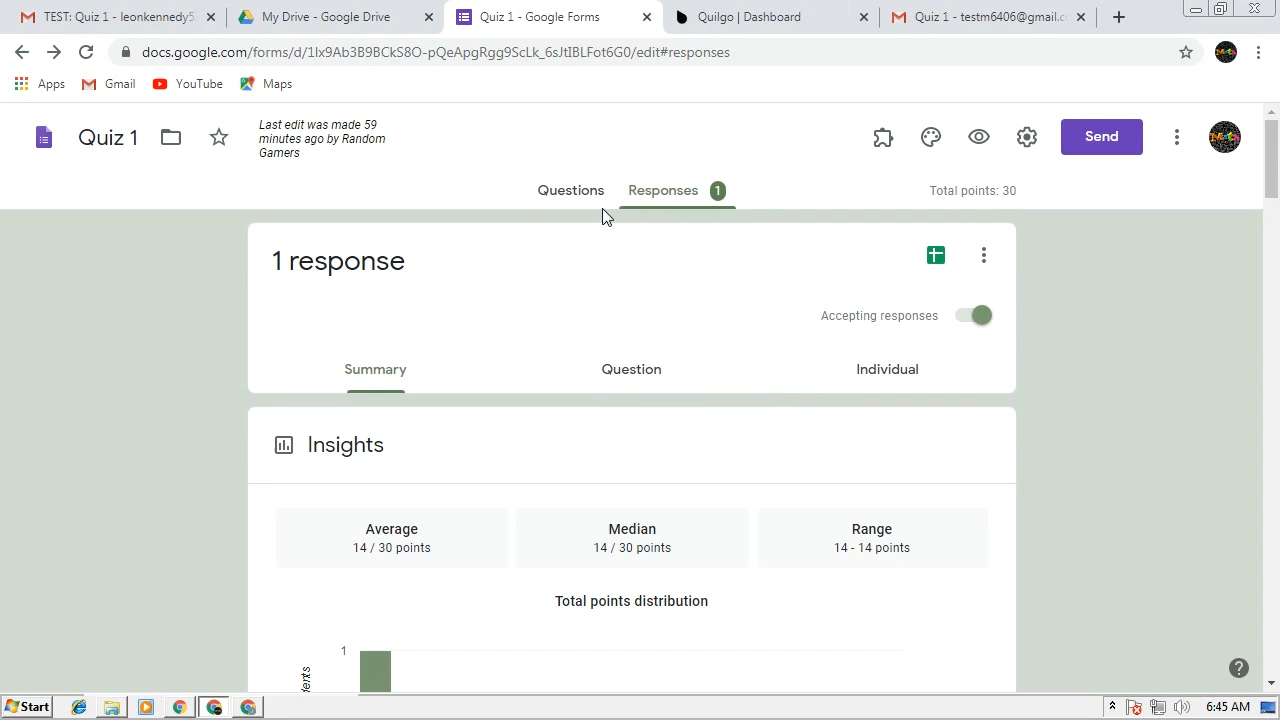 TEST: Quiz 1 - leonkennedy5
My Drive - Google Drive
Quiz 1 - Google Forms
Quilgo | Dashboard
Quiz 1 - testm6406@gmail.c
docs.google.com/forms/d/1lx9Ab3B9BCkS8O-pQeApgRgg9ScLk_6sJtIBLFot6G0/edit#responses
Apps
Gmail
YouTube
Maps
Quiz 1
Last edit was made 59
minutes ago by Random
Gamers
Send
Math
Questions
Responses 1
Total points: 30
1 response
Accepting responses
Summary
Question
Individual
Insights
Average
14 / 30 points
Median
14 / 30 points
Range
14 - 14 points
Total points distribution
1
Start
6:45 AM